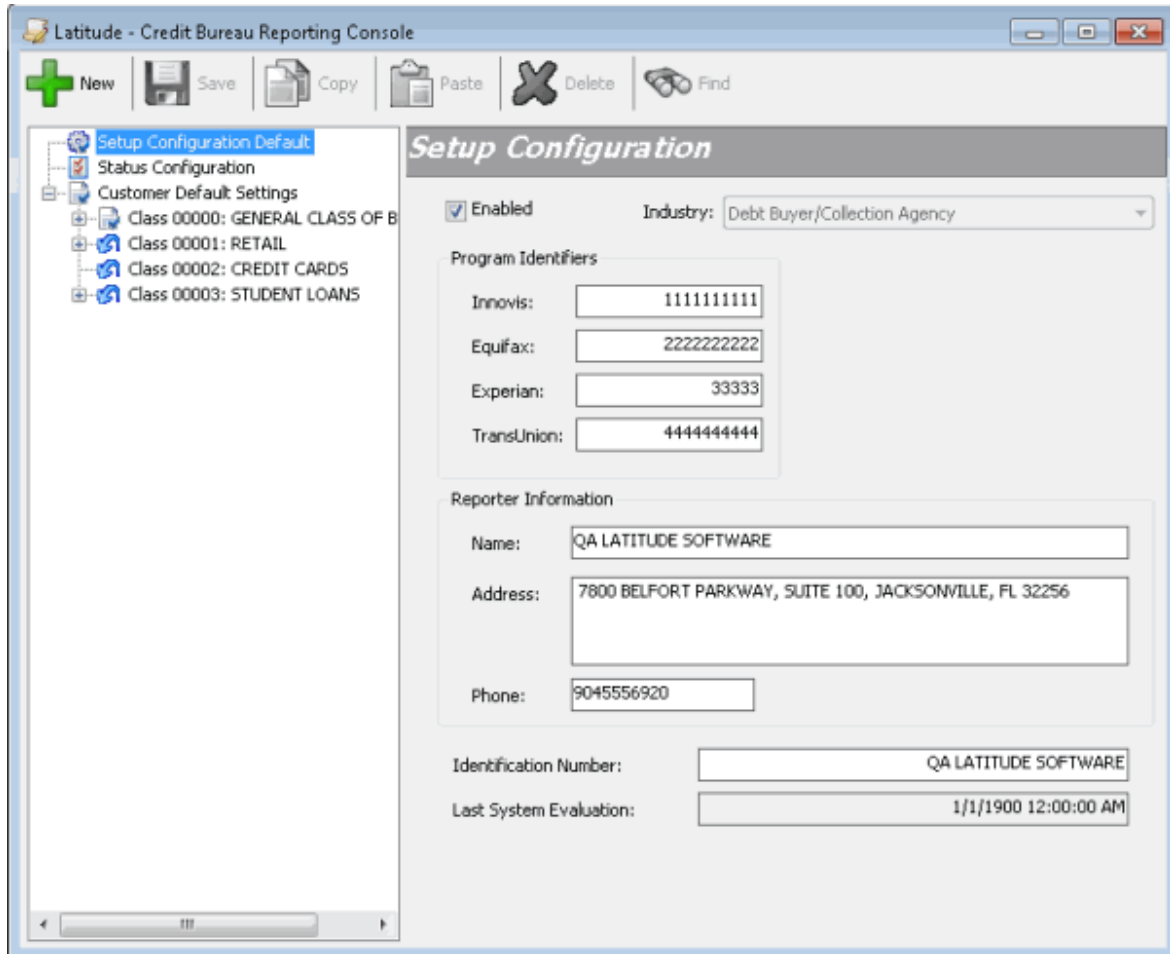 Latitude - Credit Bureau Reporting Console
New Save Copy Paste Delete Find
Setup Configuration Default
Status Configuration
Customer Default Settings
Class 00000: GENERAL CLASS OF B
Class 00001: RETAIL
Class 00002: CREDIT CARDS
Class 00003: STUDENT LOANS
Setup Configuration
Enabled Industry: Debt Buyer/Collection Agency
Program Identifiers
Innovis: 1111111111
Equifax: 2222222222
Experian: 33333
TransUnion: 4444444444
Reporter Information
Name: QA LATITUDE SOFTWARE
Address: 7800 BELFORT PARKWAY, SUITE 100, JACKSONVILLE, FL 32256
Phone: 9045556920
Identification Number: QA LATITUDE SOFTWARE
Last System Evaluation: 1/1/1900 12:00:00 AM